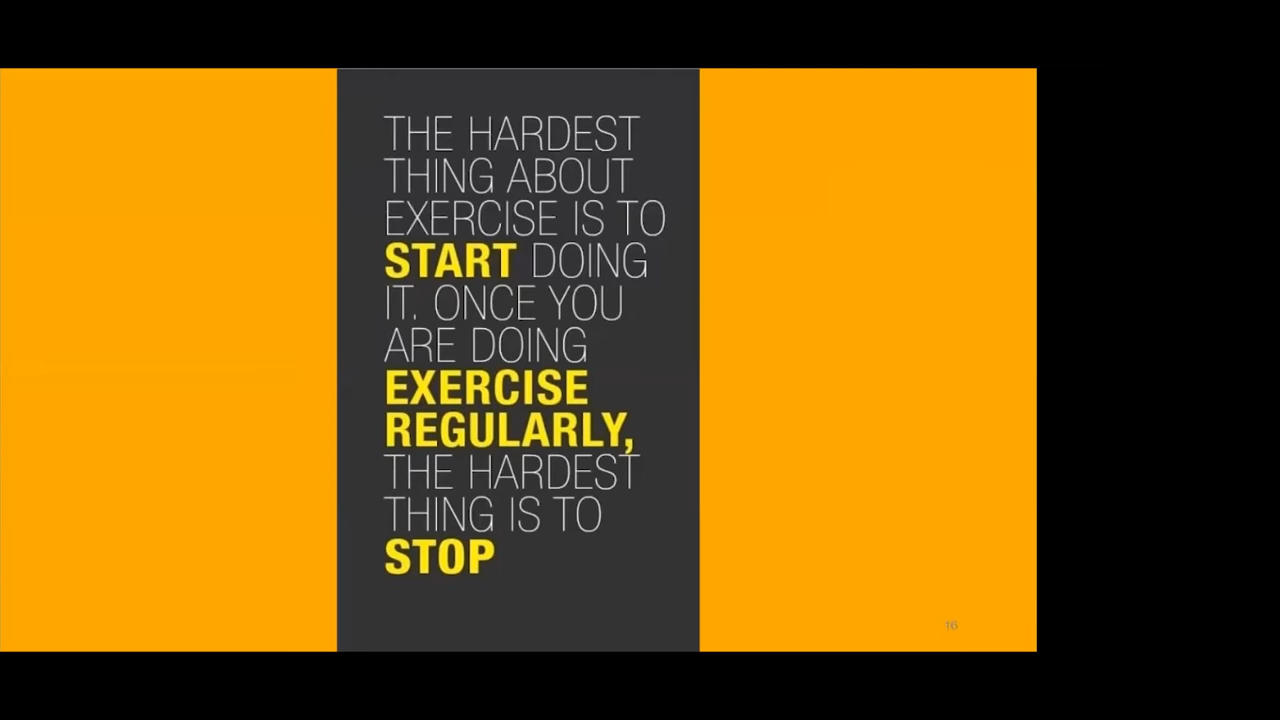 THE HARDEST
THING ABOUT
EXERCISE IS TO
START DOING
IT. ONCE YOU
ARE DOING
EXERCISE
REGULARLY,
THE HARDEST
THING IS TO
STOP
16